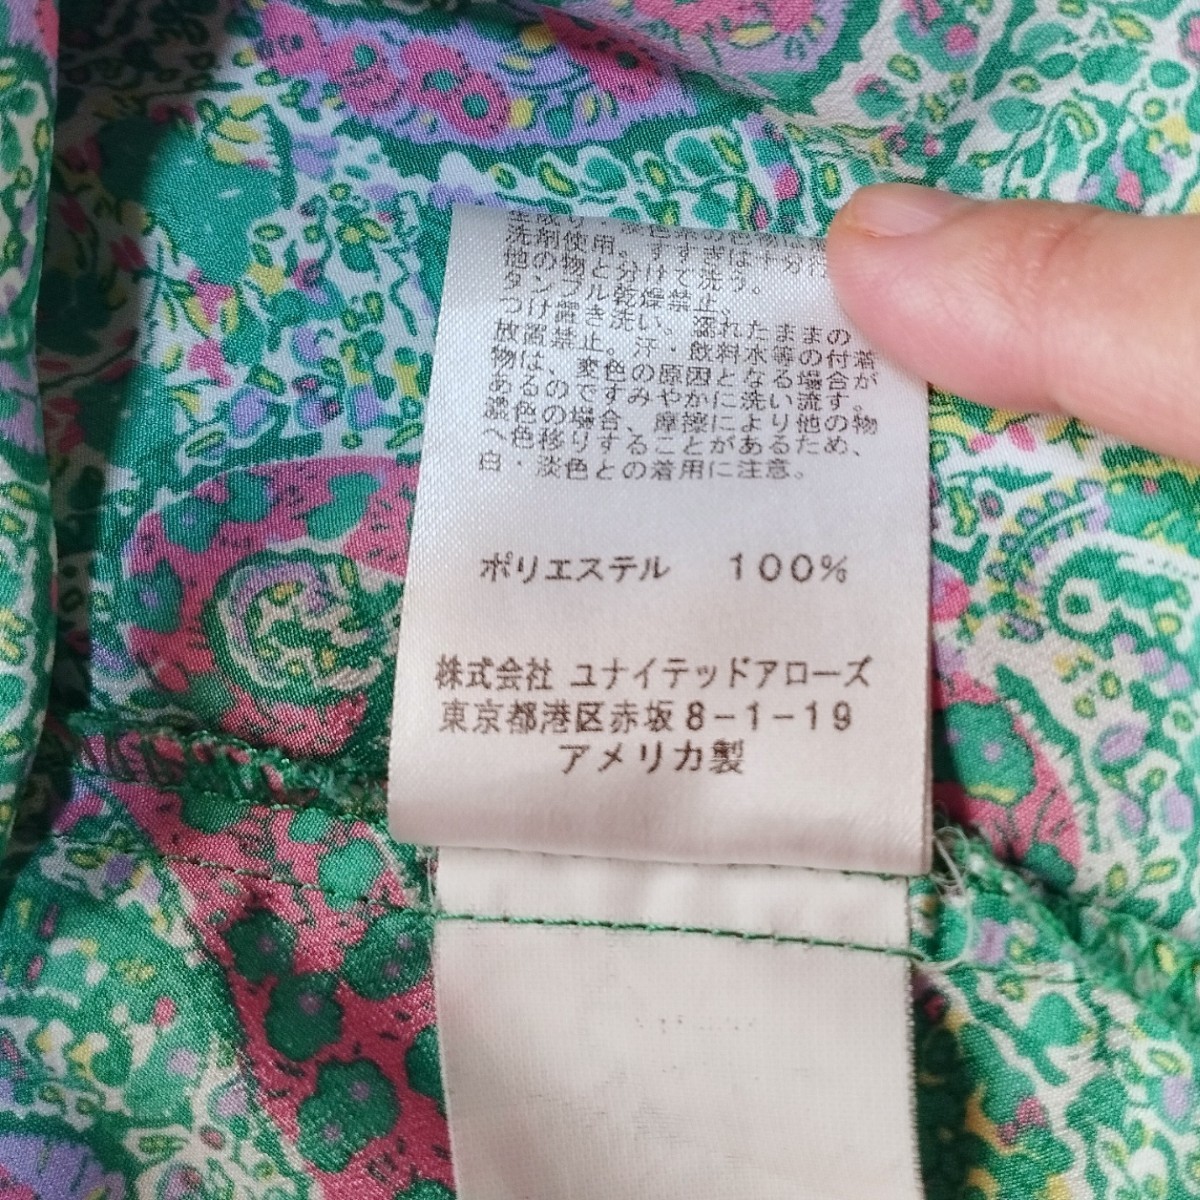 生成り・淡色の
洗剤使用。すすぎは十分行
他の物と分けて洗う。
タンブル乾燥禁止。
つけ置き洗い、濡れたままの
放置禁止。汗・飲料水等の付着
物は、変色の原因となる場合が
あるのですみやかに洗い流す。
濃色の場合、摩擦により他の物
へ色移りすることがあるため、
白・淡色との着用に注意。
ポリエステル 100%
株式会社 ユナイテッドアローズ
東京都港区赤坂8-1-19
アメリカ製